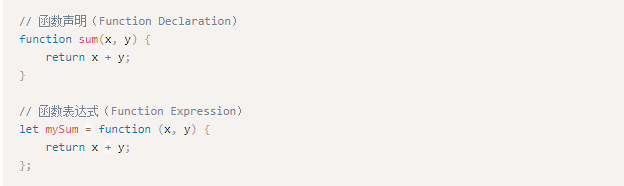 // 函数声明（Function Declaration）
function sum(x, y) {
    return x + y;
}

// 函数表达式（Function Expression）
let mySum = function (x, y) {
    return x + y;
};